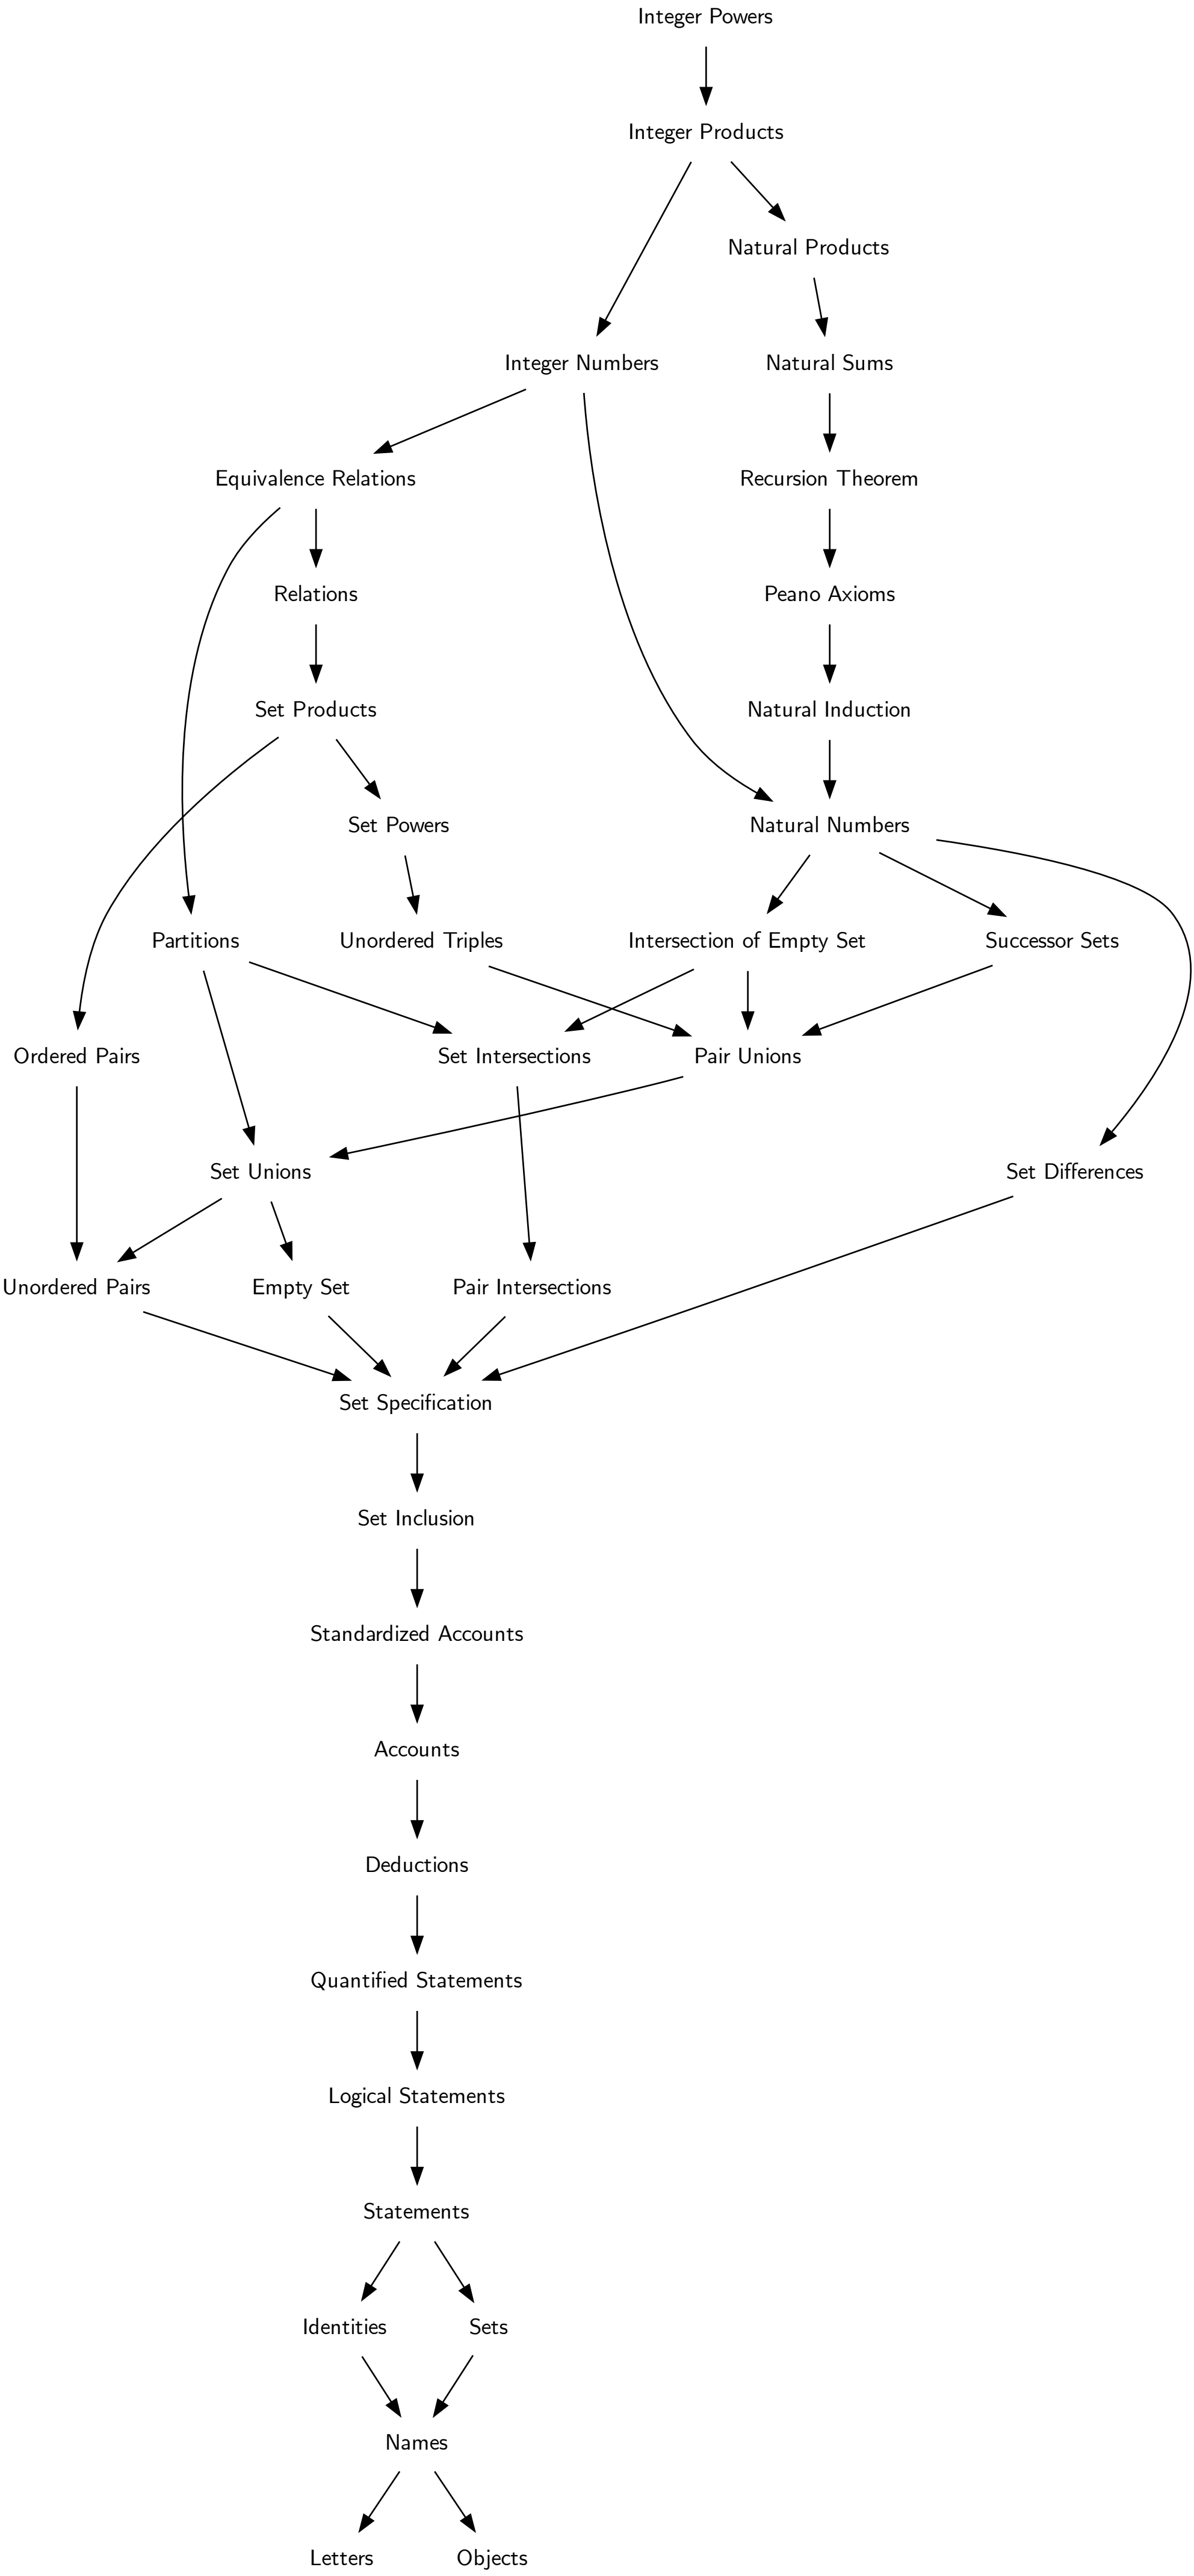 Integer Powers
Integer Products
Natural Products
Integer Numbers
Natural Sums
Equivalence Relations
Recursion Theorem
Relations
Peano Axioms
Set Products
Natural Induction
Set Powers
Natural Numbers
Partitions
Unordered Triples
Intersection of Empty Set
Successor Sets
Ordered Pairs
Set Intersections
Pair Unions
Set Unions
Set Differences
Unordered Pairs
Empty Set
Pair Intersections
Set Specification
Set Inclusion
Standardized Accounts
Accounts
Deductions
Quantified Statements
Logical Statements
Statements
Identities
Sets
Names
Letters
Objects